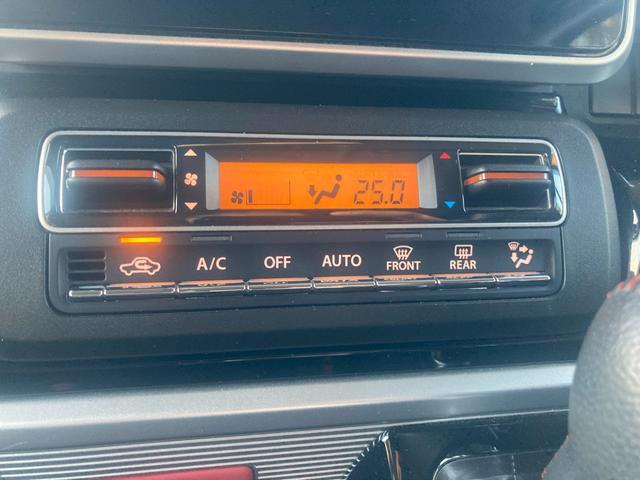 25.0
A/C OFF AUTO FRONT REAR